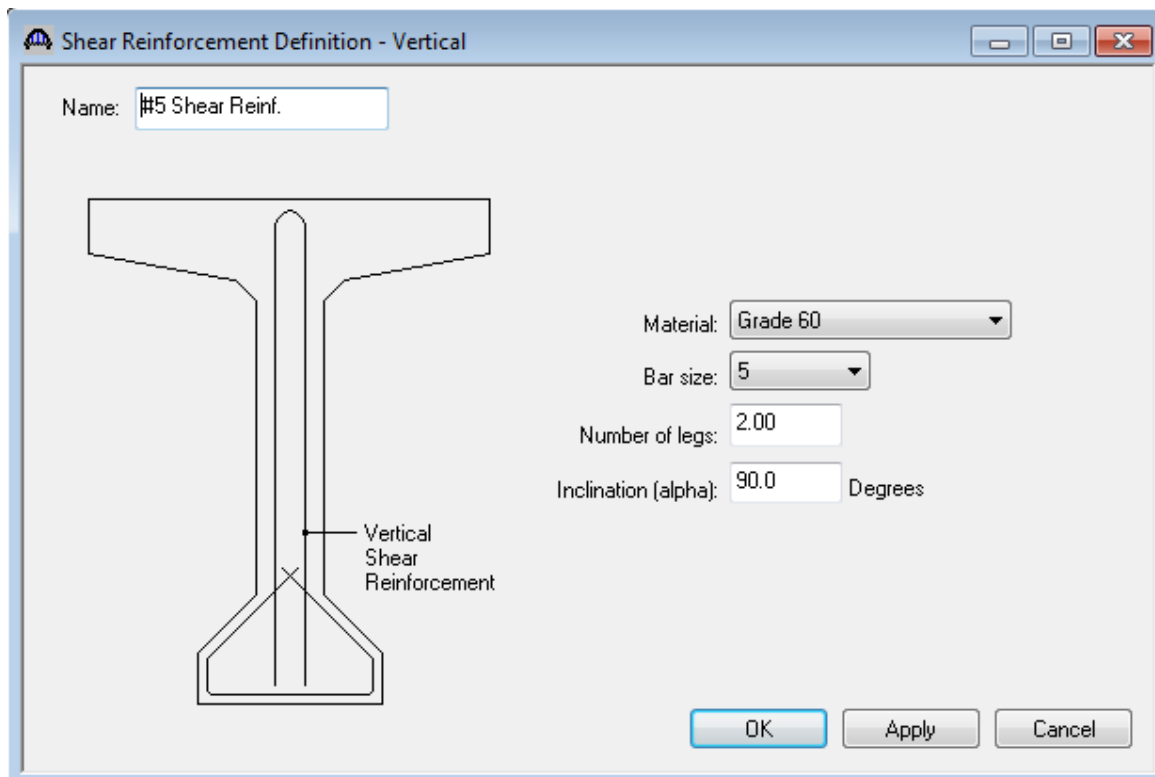 Shear Reinforcement Definition - Vertical
Name: #5 Shear Reinf.
Material: Grade 60
Bar size: 5
Number of legs: 2.00
Inclination (alpha): 90.0 Degrees
Vertical
Shear
Reinforcement
OK Apply Cancel